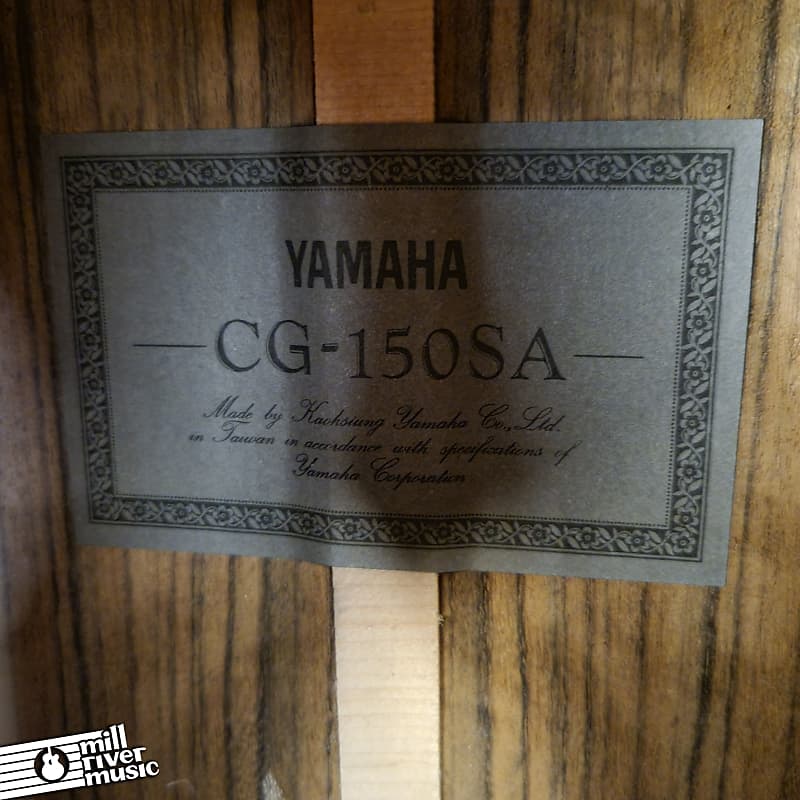 YAMAHA
CG-150SA
Made by Kaohsiung Yamaha Co., Ltd.
in Taiwan in accordance with specifications of
Yamaha Corporation
mill
river
music